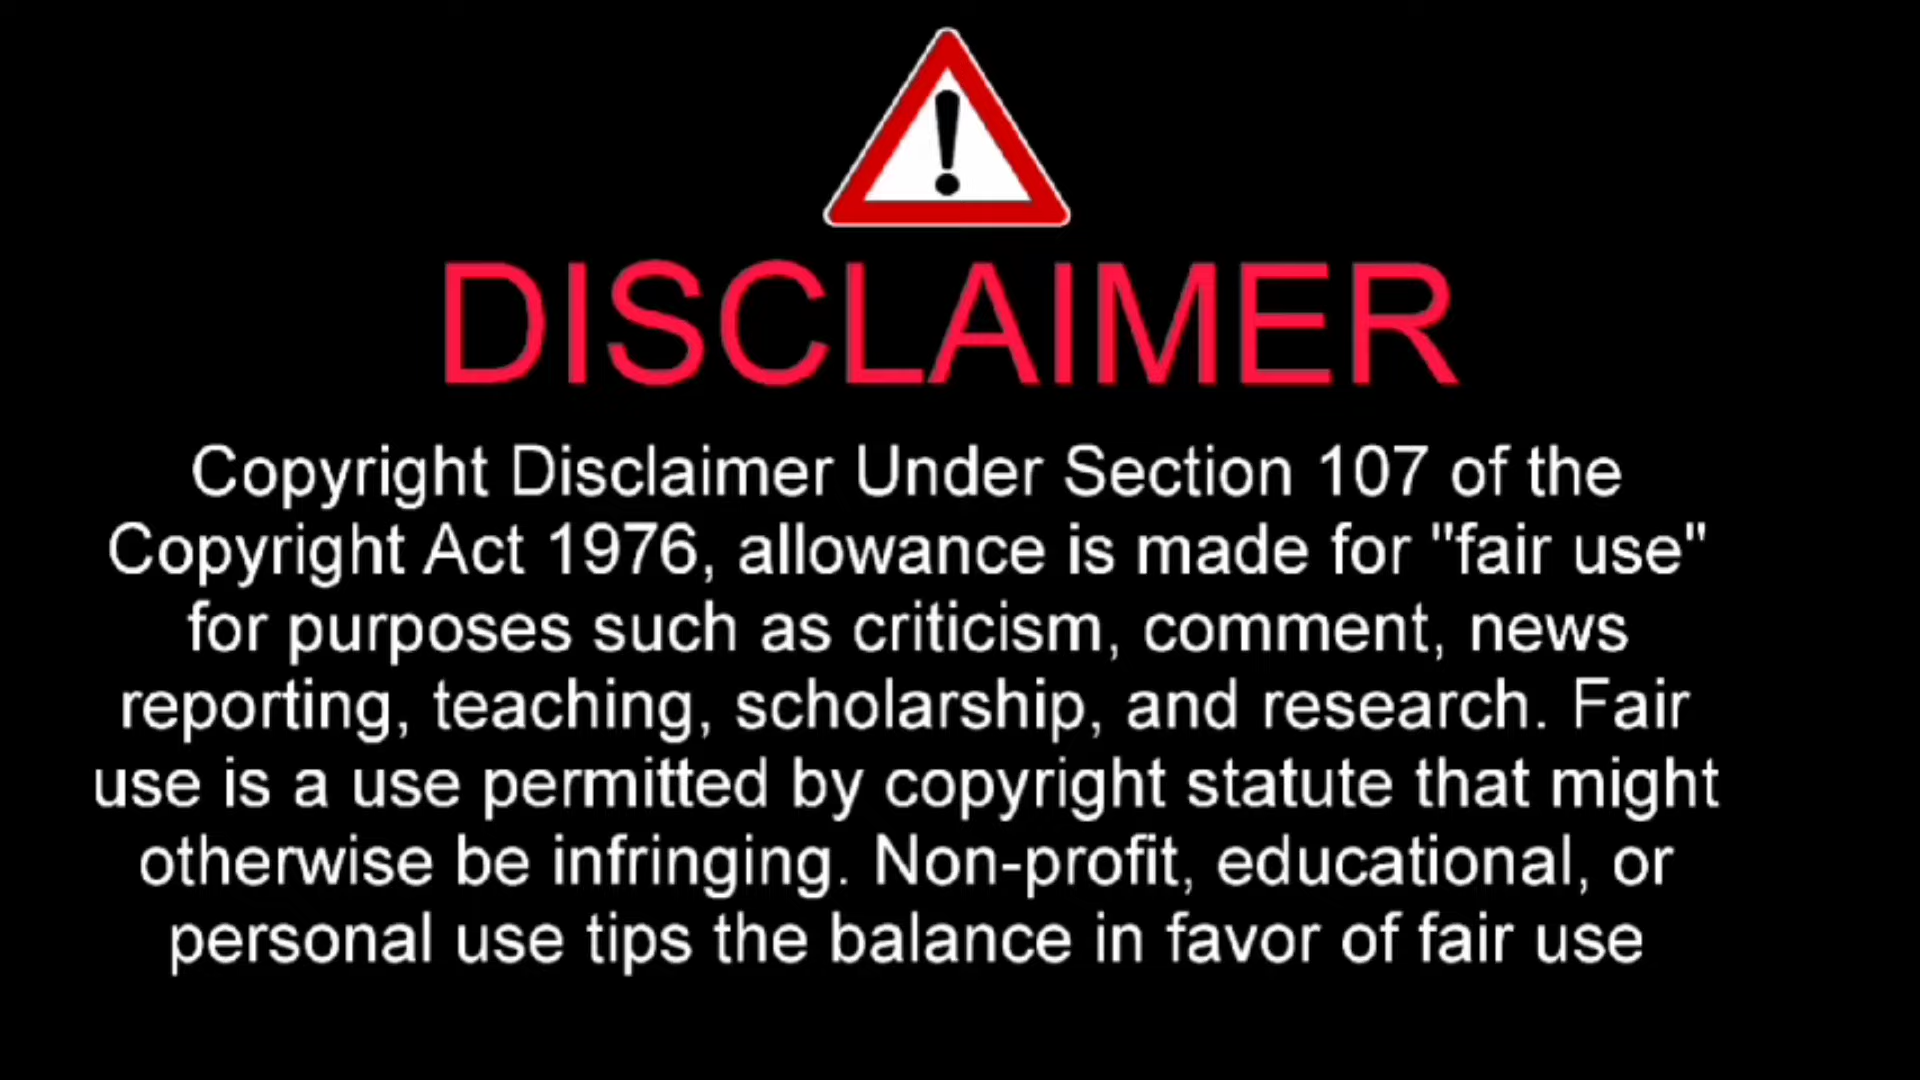 DISCLAIMER
Copyright Disclaimer Under Section 107 of the
Copyright Act 1976, allowance is made for "fair use"
for purposes such as criticism, comment, news
reporting, teaching, scholarship, and research. Fair
use is a use permitted by copyright statute that might
otherwise be infringing. Non-profit, educational, or
personal use tips the balance in favor of fair use